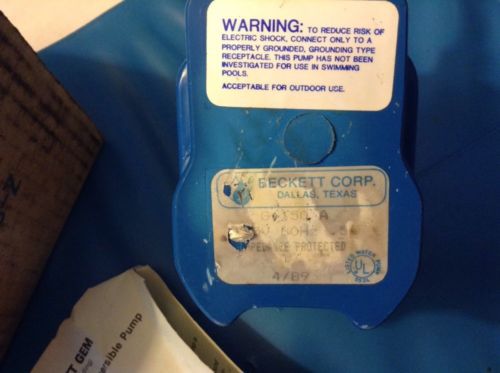 WARNING: TO REDUCE RISK OF
ELECTRIC SHOCK, CONNECT ONLY TO A
PROPERLY GROUNDED, GROUNDING TYPE
RECEPTACLE. THIS PUMP HAS NOT BEEN
INVESTIGATED FOR USE IN SWIMMING
POOLS.
ACCEPTABLE FOR OUTDOOR USE.
BECKETT CORP.
DALLAS, TEXAS
A
PROTECTED
4/89
UL
GEM
Pump